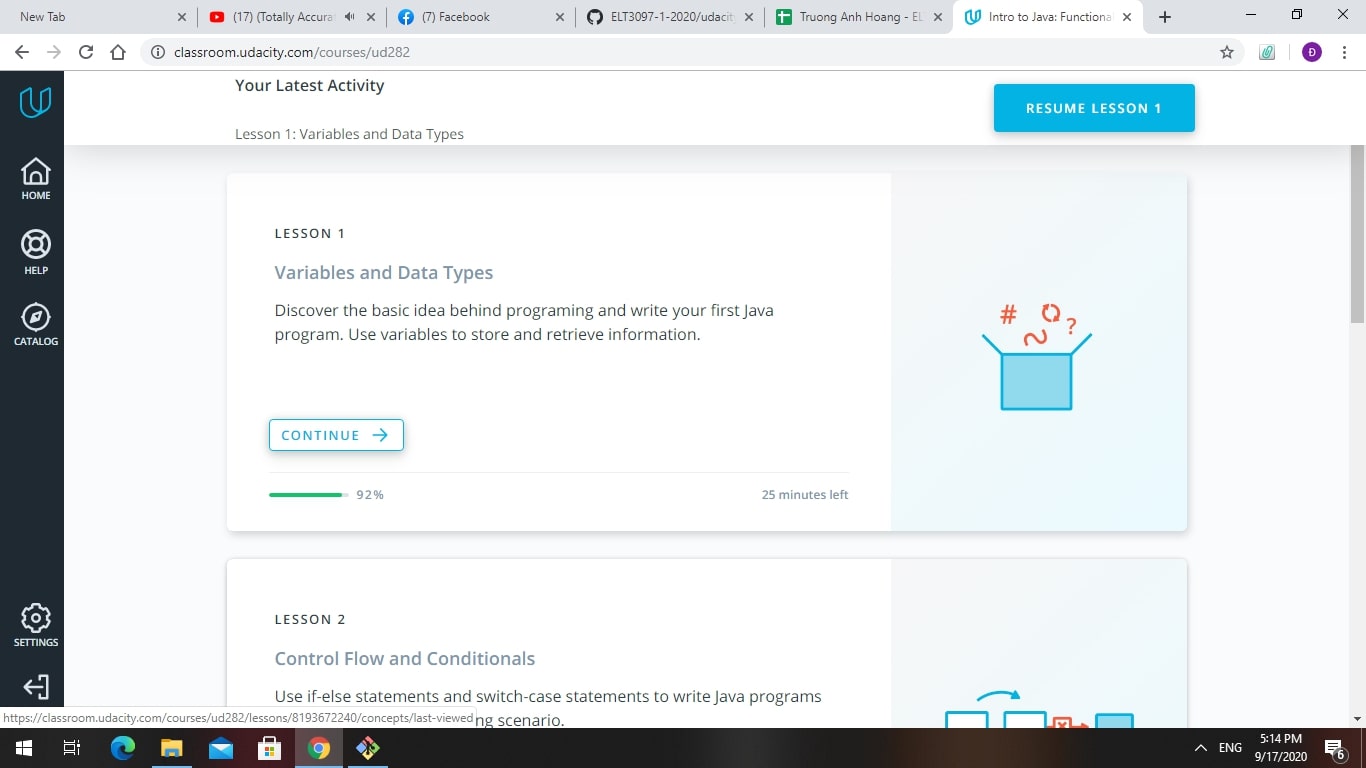 New Tab
(17) (Totally Accura
(7) Facebook
ELT3097-1-2020/udacity
Truong Anh Hoang - EL
Intro to Java: Functiona
classroom.udacity.com/courses/ud282
Đ
Your Latest Activity
RESUME LESSON 1
Lesson 1: Variables and Data Types
HOME
HELP
CATALOG
SETTINGS
LESSON 1
Variables and Data Types
Discover the basic idea behind programing and write your first Java
program. Use variables to store and retrieve information.
# ?
CONTINUE
92%
25 minutes left
LESSON 2
Control Flow and Conditionals
Use if-else statements and switch-case statements to write Java programs
ng scenario.
https://classroom.udacity.com/courses/ud282/lessons/8193672240/concepts/last-viewed
ENG
5:14 PM
9/17/2020
6